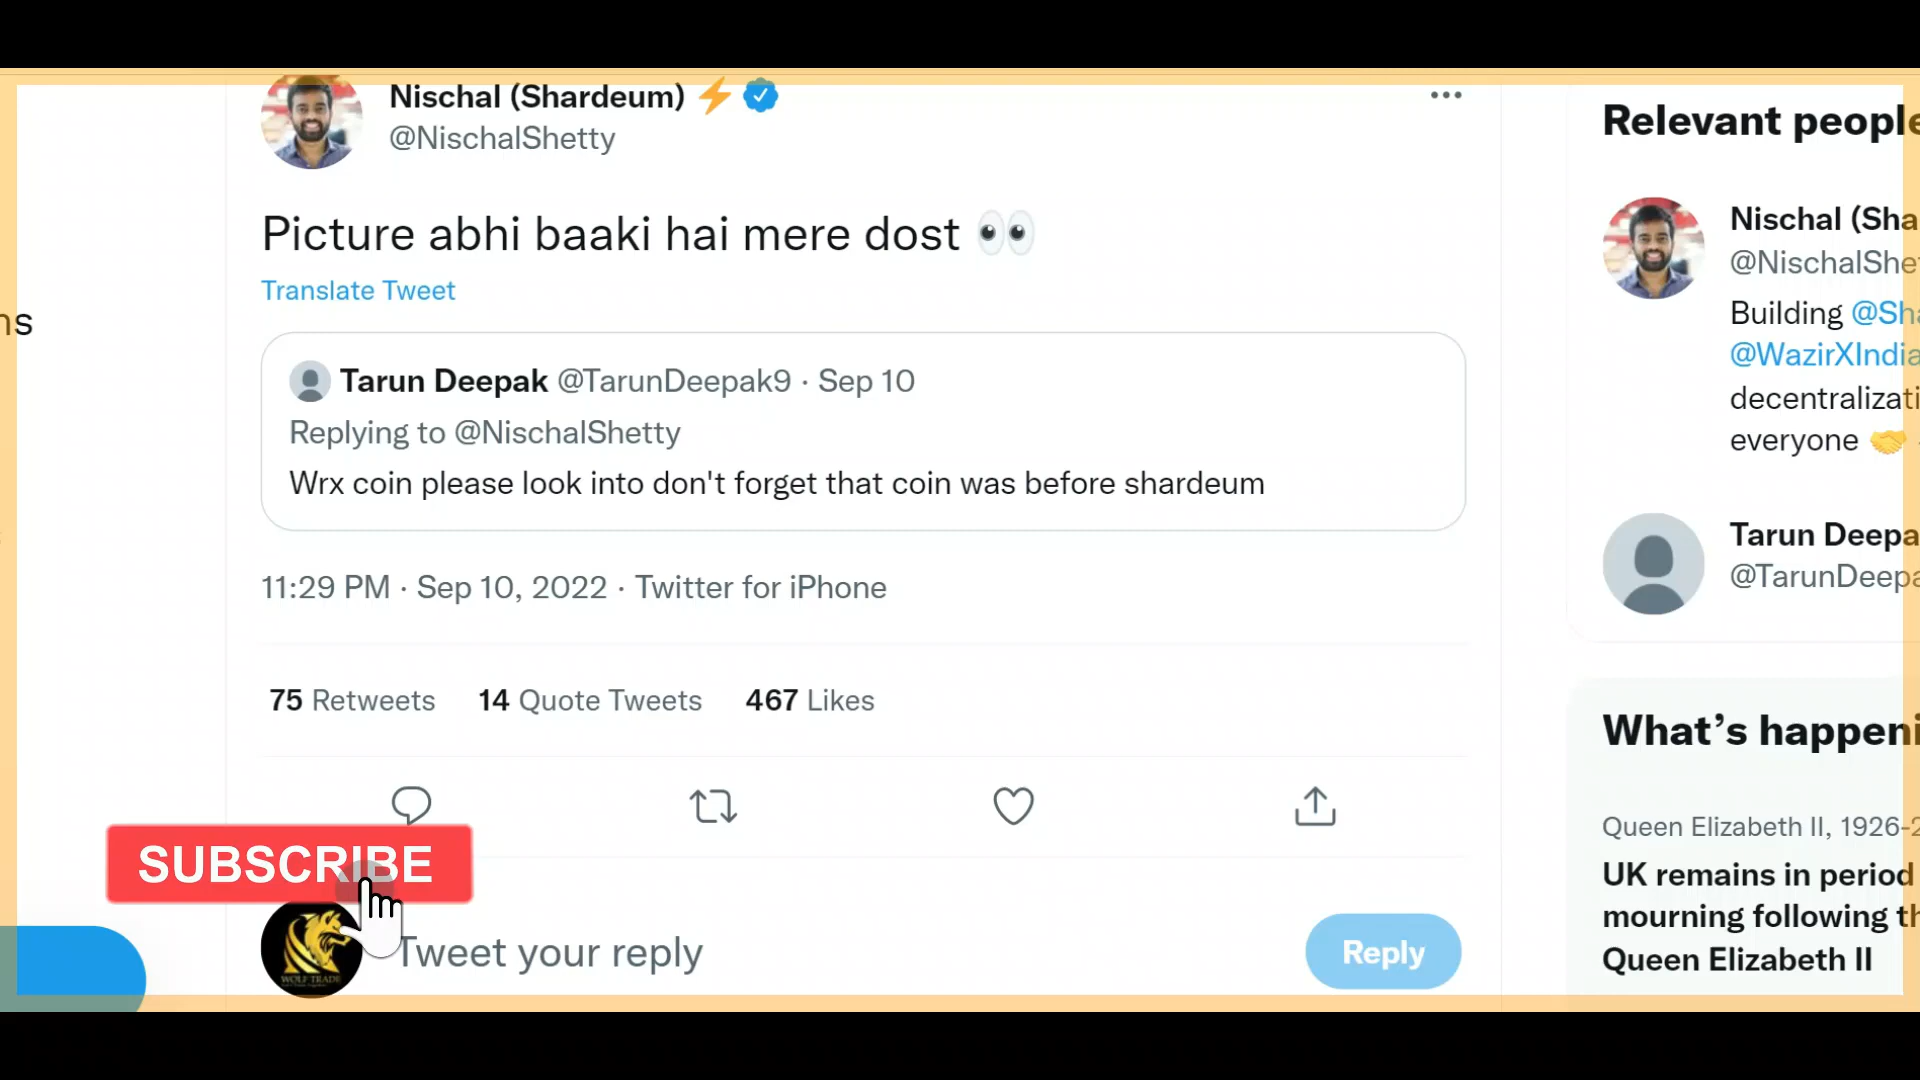 Nischal (Shardeum) ⚡
@NischalShetty
Picture abhi baaki hai mere dost 👀
Translate Tweet
Tarun Deepak @TarunDeepak9 · Sep 10
Replying to @NischalShetty
Wrx coin please look into don't forget that coin was before shardeum
11:29 PM · Sep 10, 2022 · Twitter for iPhone
75 Retweets 14 Quote Tweets 467 Likes
SUBSCRIBE
WOLF TRADE
Tweet your reply
Reply
ns
Relevant people
Nischal (Sha
@NischalShe
Building @Sha
@WazirXIndia
decentralizati
everyone 🤝
Tarun Deepa
@TarunDeepa
What's happeni
Queen Elizabeth II, 1926-2
UK remains in period
mourning following th
Queen Elizabeth II